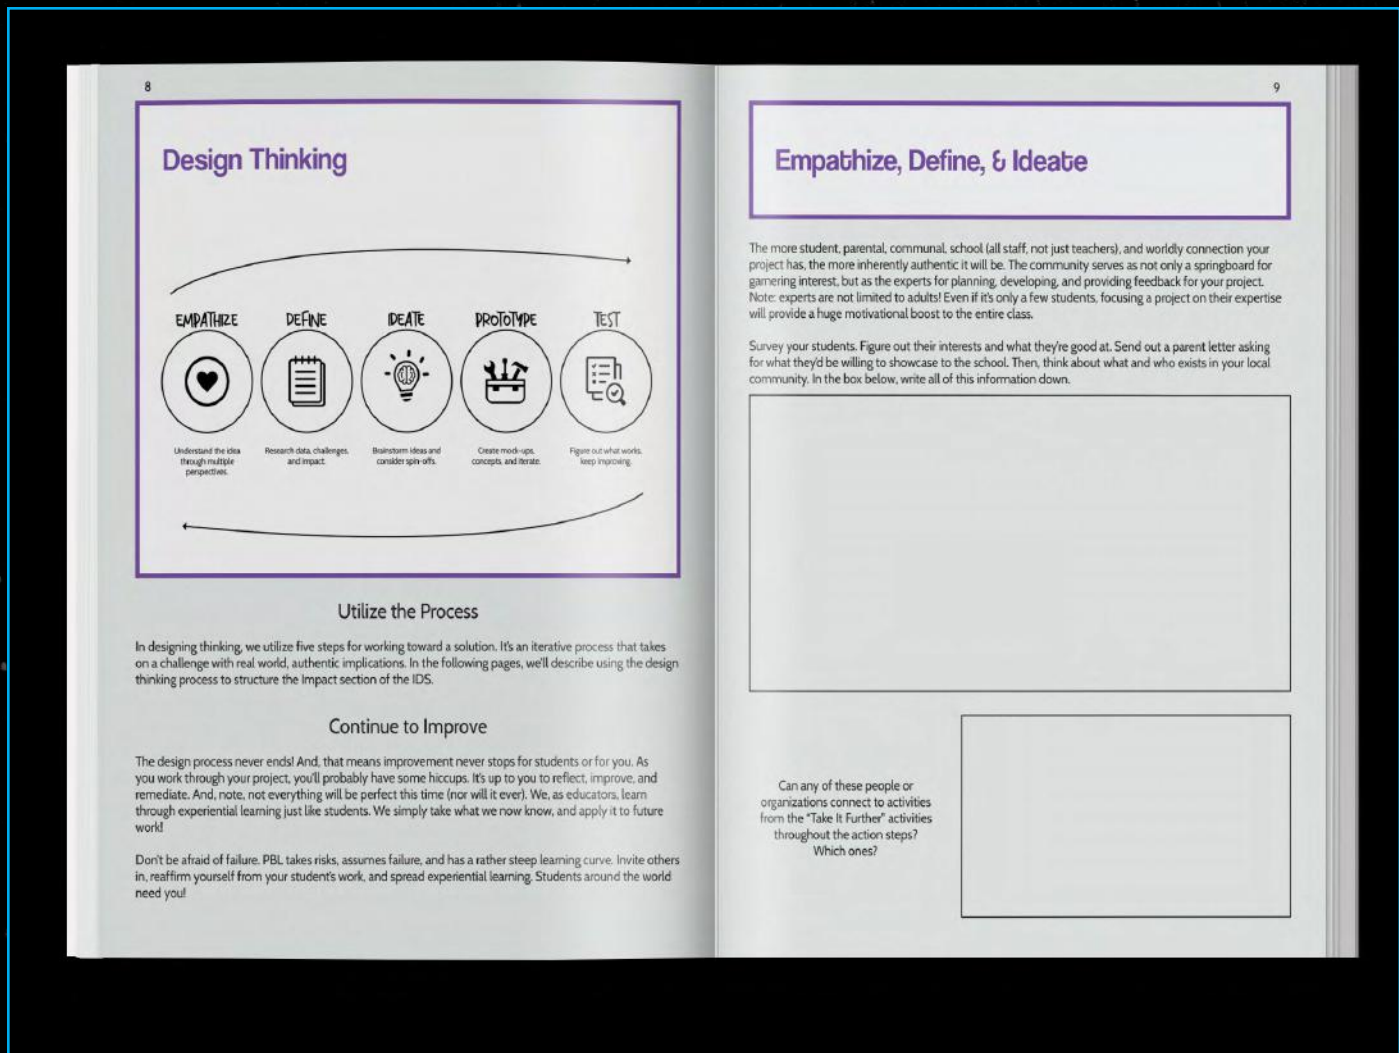 8
Design Thinking
EMPATHIZE
DEFINE
IDEATE
PROTOTYPE
TEST
Understand the idea
through multiple
perspectives.
Research data, challenges,
and impact.
Brainstorm ideas and
consider spin-offs.
Create mock-ups,
concepts, and iterate.
Figure out what works,
keep improving.
Utilize the Process
In designing thinking, we utilize five steps for working toward a solution. It's an iterative process that takes
on a challenge with real world, authentic implications. In the following pages, we'll describe using the design
thinking process to structure the Impact section of the IDS.
Continue to Improve
The design process never ends! And, that means improvement never stops for students or for you. As
you work through your project, you'll probably have some hiccups. It's up to you to reflect, improve, and
remediate. And, note, not everything will be perfect this time (nor will it ever). We, as educators, learn
through experiential learning just like students. We simply take what we now know, and apply it to future
work!
Don't be afraid of failure. PBL takes risks, assumes failure, and has a rather steep learning curve. Invite others
in, reaffirm yourself from your student's work, and spread experiential learning. Students around the world
need you!
9
Empathize, Define, & Ideate
The more student, parental, communal, school (all staff, not just teachers), and worldly connection your
project has, the more inherently authentic it will be. The community serves as not only a springboard for
garnering interest, but as the experts for planning, developing, and providing feedback for your project.
Note: experts are not limited to adults! Even if it's only a few students, focusing a project on their expertise
will provide a huge motivational boost to the entire class.
Survey your students. Figure out their interests and what they're good at. Send out a parent letter asking
for what they'd be willing to showcase to the school. Then, think about what and who exists in your local
community. In the box below, write all of this information down.
Can any of these people or
organizations connect to activities
from the "Take It Further" activities
throughout the action steps?
Which ones?